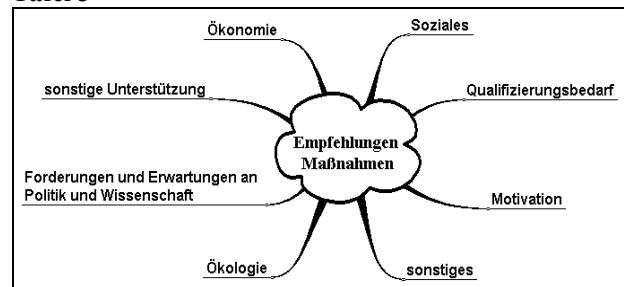 Ökonomie
Soziales
sonstige Unterstützung
Qualifizierungsbedarf
Empfehlungen
Maßnahmen
Forderungen und Erwartungen an
Politik und Wissenschaft
Motivation
Ökologie
sonstiges